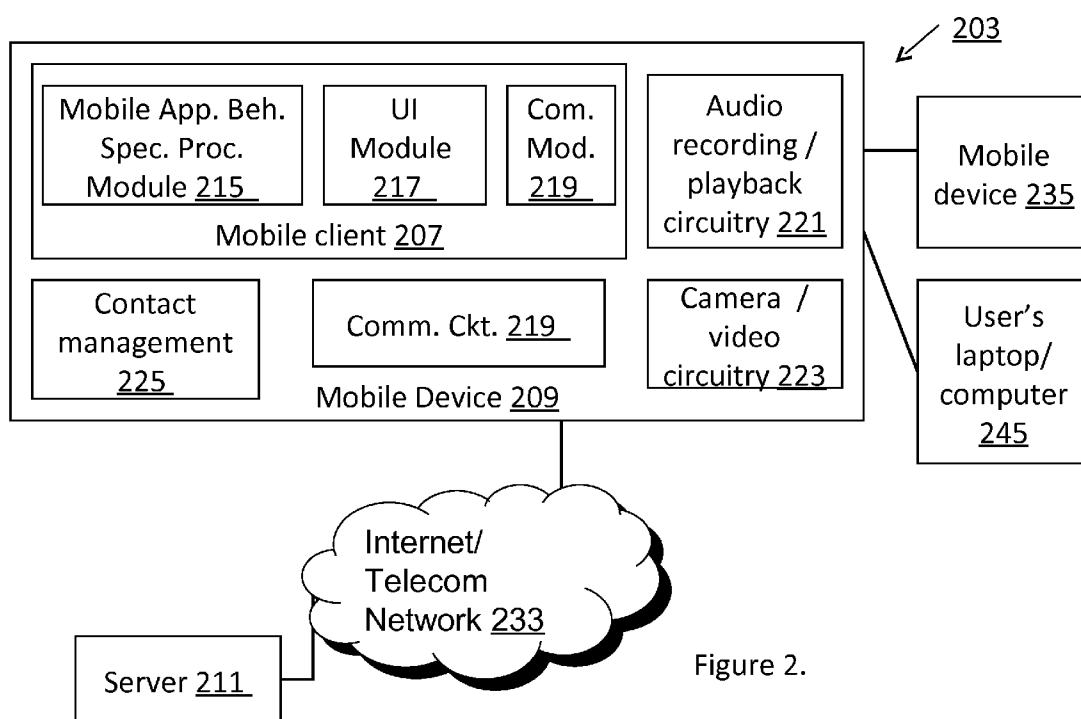 203
Mobile App. Beh.
Spec. Proc.
Module 215
UI
Module
217
Com.
Mod.
219
Mobile client 207
Audio
recording /
playback
circuitry 221
Mobile
device 235
Contact
management
225
Comm. Ckt. 219
Camera /
video
circuitry 223
Mobile Device 209
User's
laptop/
computer
245
Internet/
Telecom
Network 233
Server 211
Figure 2.